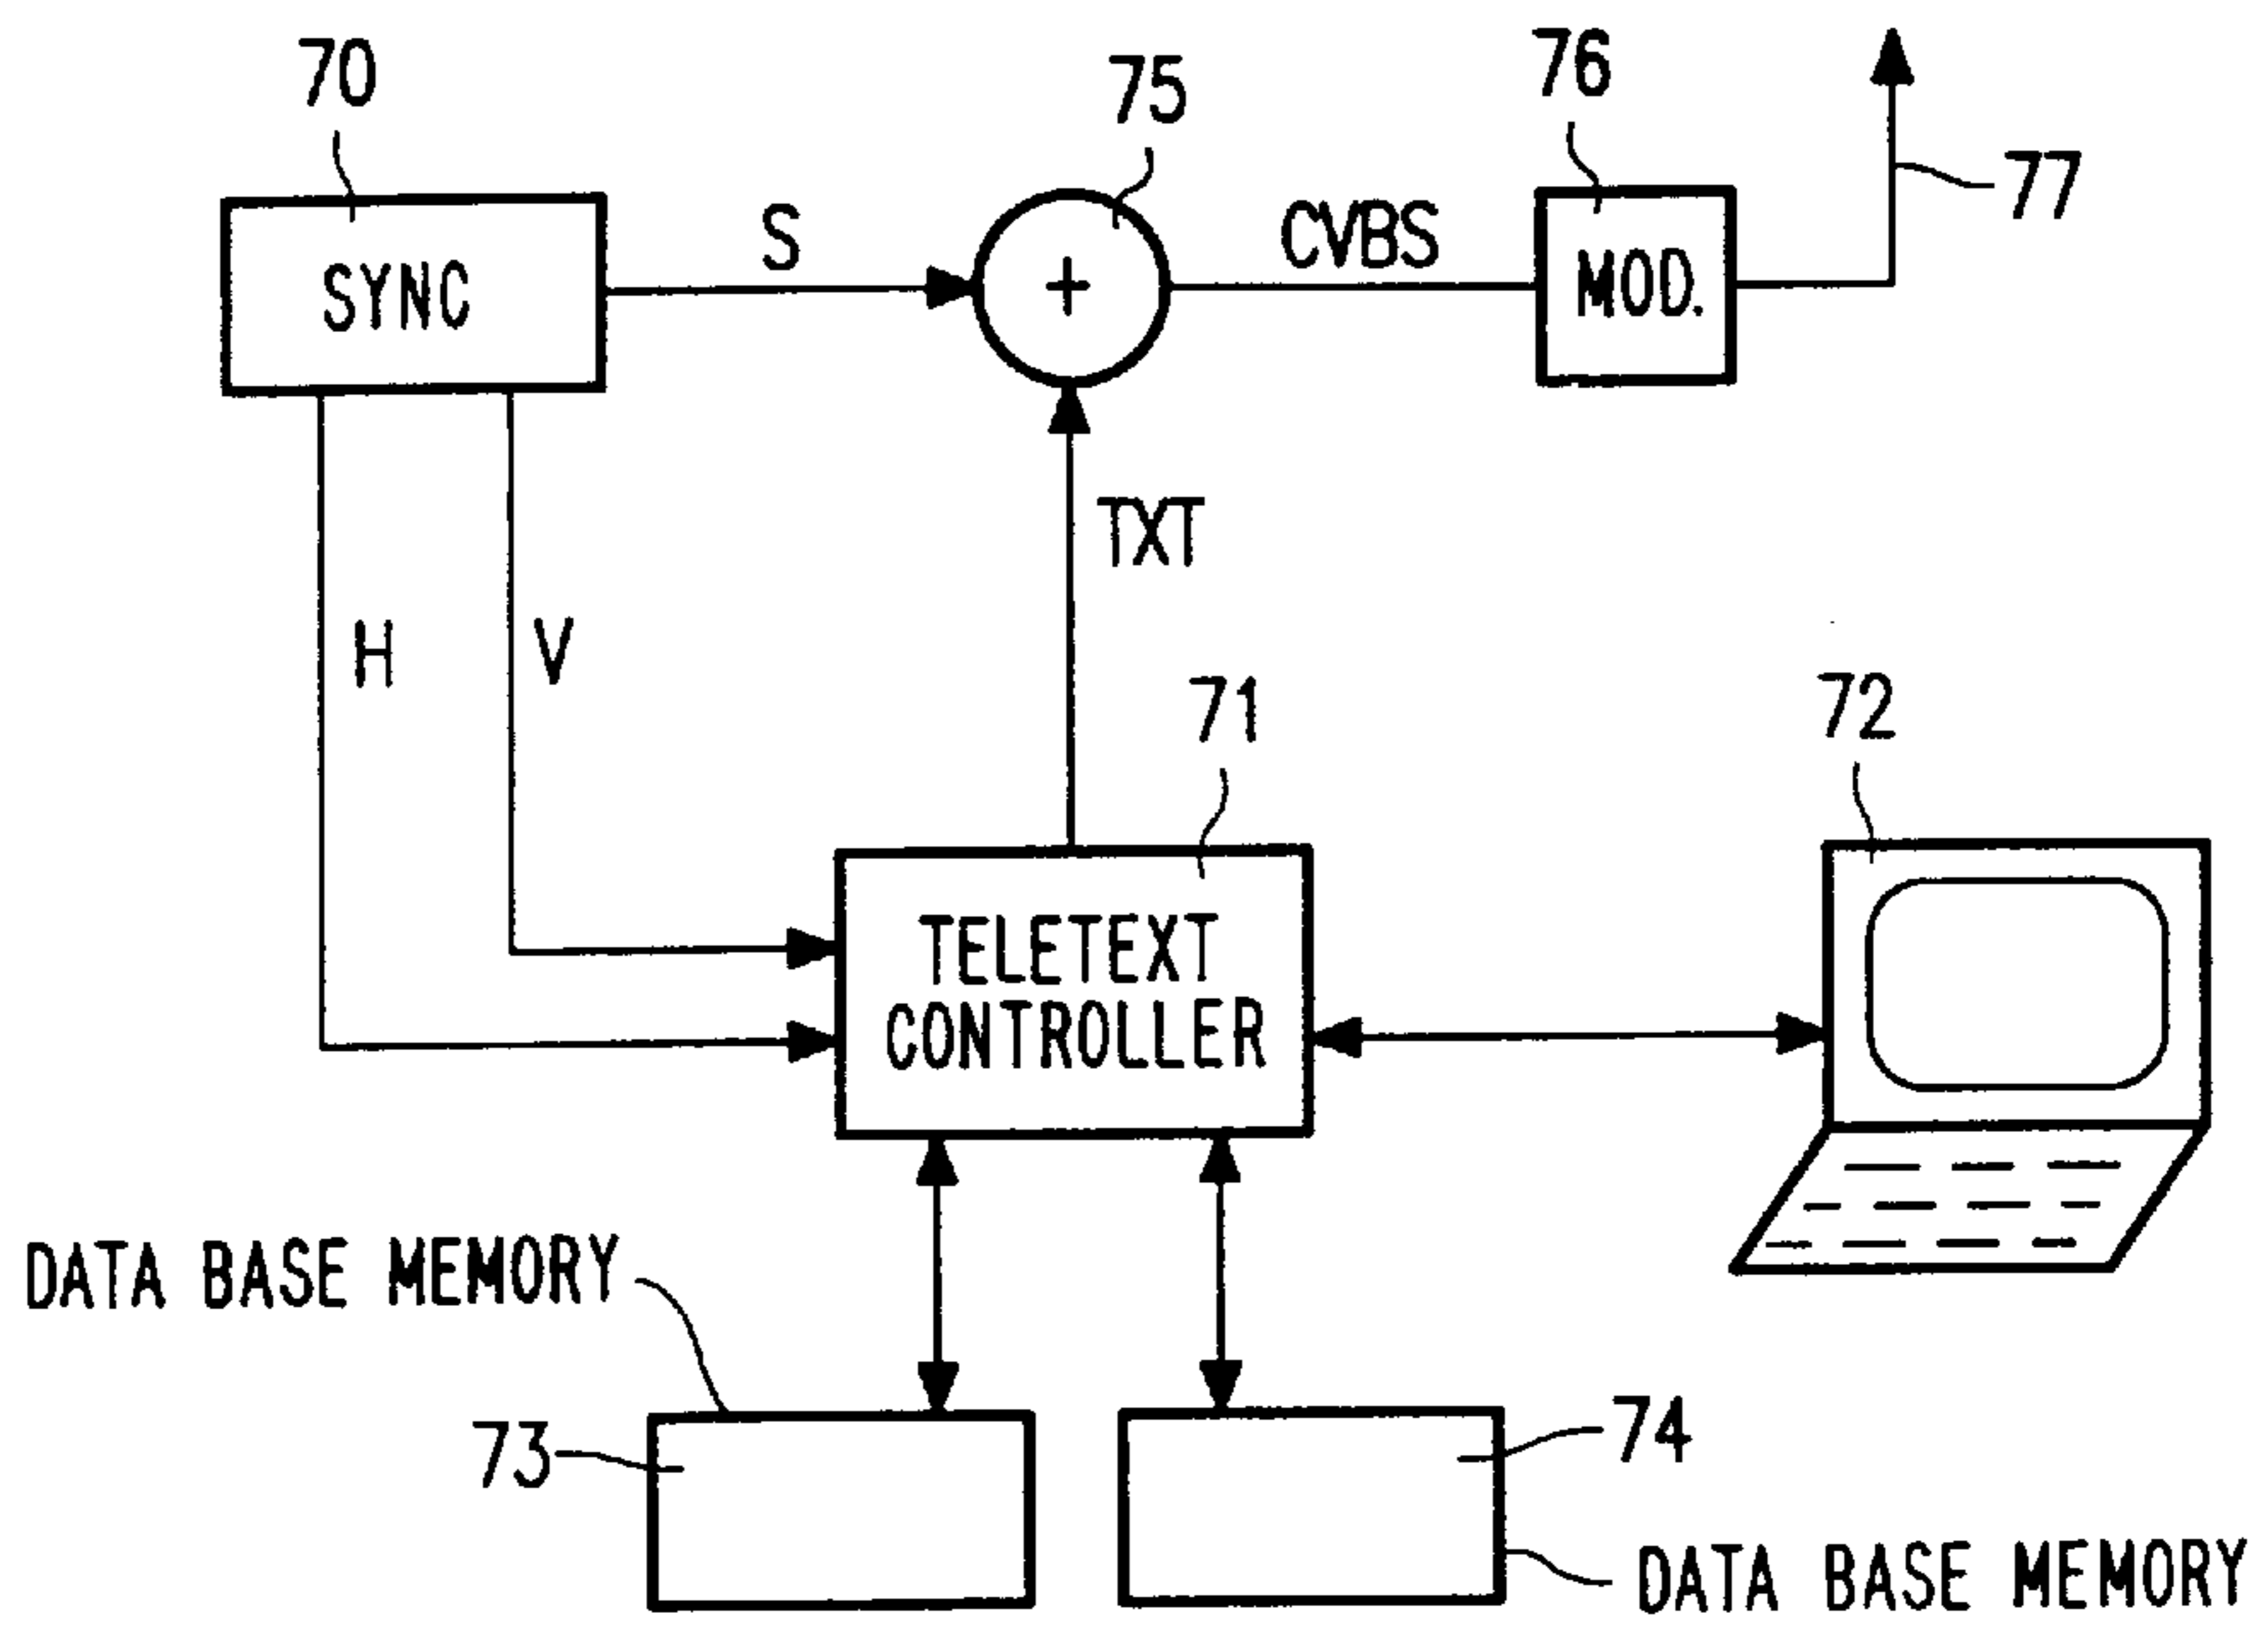 70
75
76
77
S
CVBS
SYNC
+
MOD.
TXT
H
V
71
72
TELETEXT
CONTROLLER
DATA BASE MEMORY
73
74
DATA BASE MEMORY